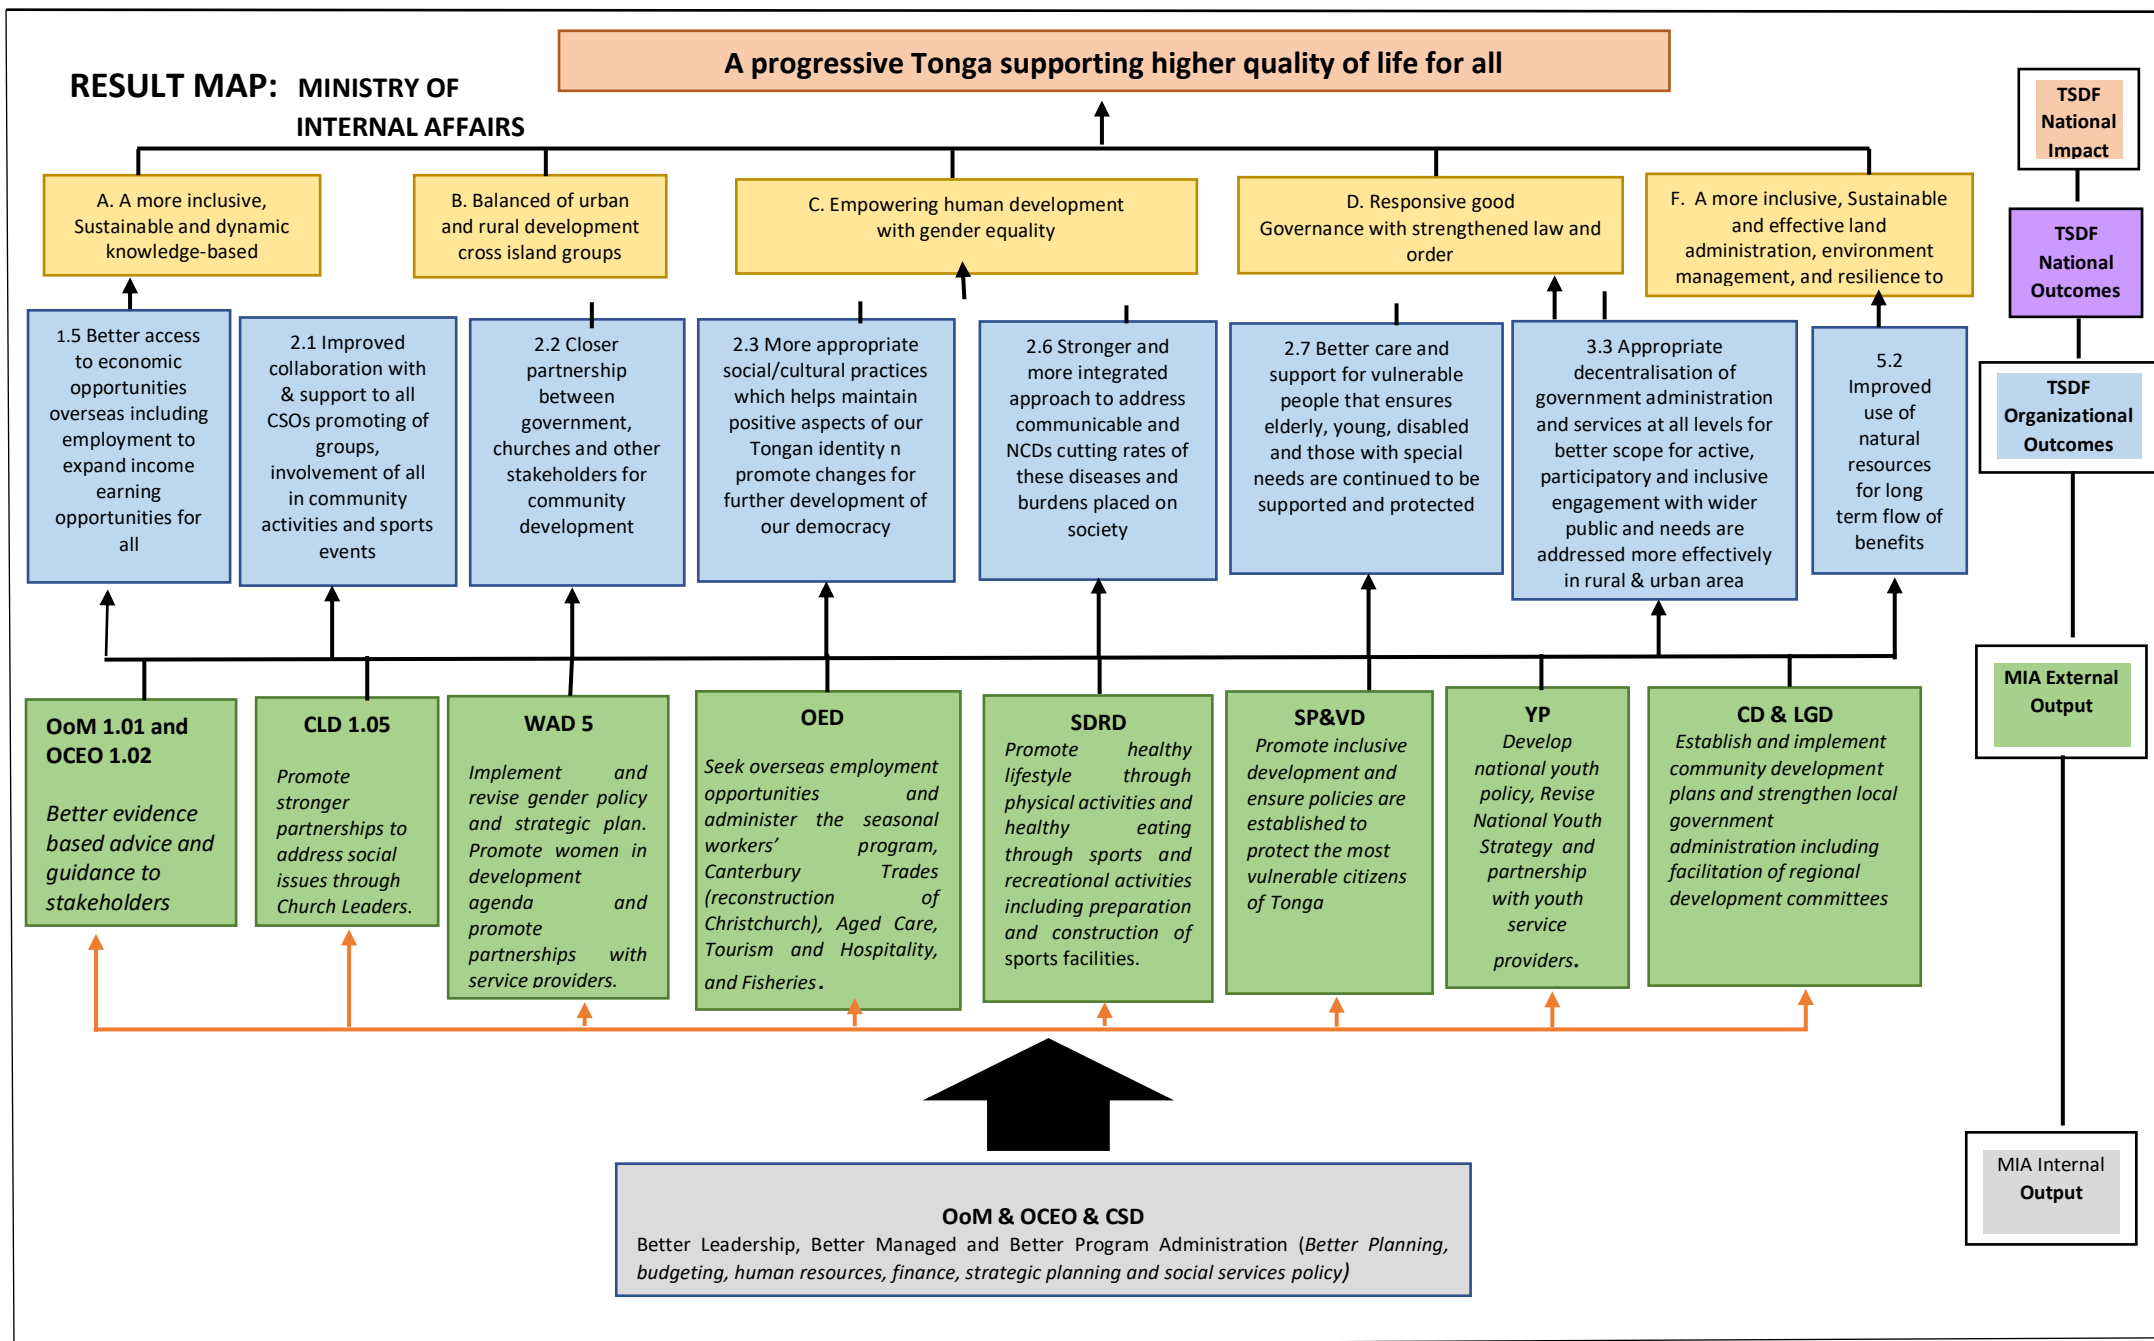 A progressive Tonga supporting higher quality of life for all
RESULT MAP: MINISTRY OF
INTERNAL AFFAIRS
TSDF
National
Impact
A. A more inclusive,
Sustainable and dynamic
knowledge-based
B. Balanced of urban
and rural development
cross island groups
C. Empowering human development
with gender equality
D. Responsive good
Governance with strengthened law and
order
F. A more inclusive, Sustainable
and effective land
administration, environment
management, and resilience to
TSDF
National
Outcomes
1.5 Better access
to economic
opportunities
overseas including
employment to
expand income
earning
opportunities for
all
2.1 Improved
collaboration with
& support to all
CSOs promoting of
groups,
involvement of all
in community
activities and sports
events
2.2 Closer
partnership
between
government,
churches and other
stakeholders for
community
development
2.3 More appropriate
social/cultural practices
which helps maintain
positive aspects of our
Tongan identity n
promote changes for
further development of
our democracy
2.6 Stronger and
more integrated
approach to address
communicable and
NCDs cutting rates of
these diseases and
burdens placed on
society
2.7 Better care and
support for vulnerable
people that ensures
elderly, young, disabled
and those with special
needs are continued to be
supported and protected
3.3 Appropriate
decentralisation of
government administration
and services at all levels for
better scope for active,
participatory and inclusive
engagement with wider
public and needs are
addressed more effectively
in rural & urban area
5.2
Improved
use of
natural
resources
for long
term flow of
benefits
TSDF
Organizational
Outcomes
OoM 1.01 and
OCEO 1.02
Better evidence
based advice and
guidance to
stakeholders
CLD 1.05
Promote
stronger
partnerships to
address social
issues through
Church Leaders.
WAD 5
Implement and
revise gender policy
and strategic plan.
Promote women in
development
agenda and
promote
partnerships with
service providers.
OED
Seek overseas employment
opportunities and
administer the seasonal
workers’ program,
Canterbury Trades
(reconstruction of
Christchurch), Aged Care,
Tourism and Hospitality,
and Fisheries.
SDRD
Promote healthy
lifestyle through
physical activities and
healthy eating
through sports and
recreational activities
including preparation
and construction of
sports facilities.
SP&VD
Promote inclusive
development and
ensure policies are
established to
protect the most
vulnerable citizens
of Tonga
YP
Develop
national youth
policy, Revise
National Youth
Strategy and
partnership
with youth
service
providers.
CD & LGD
Establish and implement
community development
plans and strengthen local
government
administration including
facilitation of regional
development committees
MIA External
Output
OoM & OCEO & CSD
Better Leadership, Better Managed and Better Program Administration (Better Planning,
budgeting, human resources, finance, strategic planning and social services policy)
MIA Internal
Output